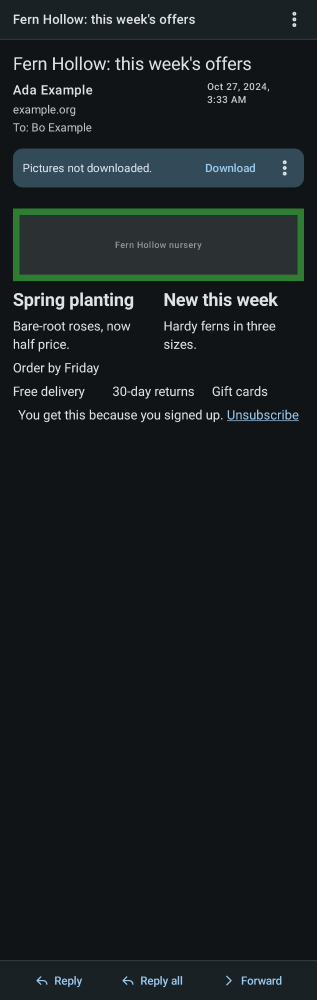 Fern Hollow: this week's offers
Fern Hollow: this week's offers
Ada Example
Oct 27, 2024,
3:33 AM
example.org
To: Bo Example
Pictures not downloaded.
Download
Fern Hollow nursery
Spring planting
Bare-root roses, now
half price.
New this week
Hardy ferns in three
sizes.
Order by Friday
Free delivery
30-day returns
Gift cards
You get this because you signed up. Unsubscribe
Reply
Reply all
Forward